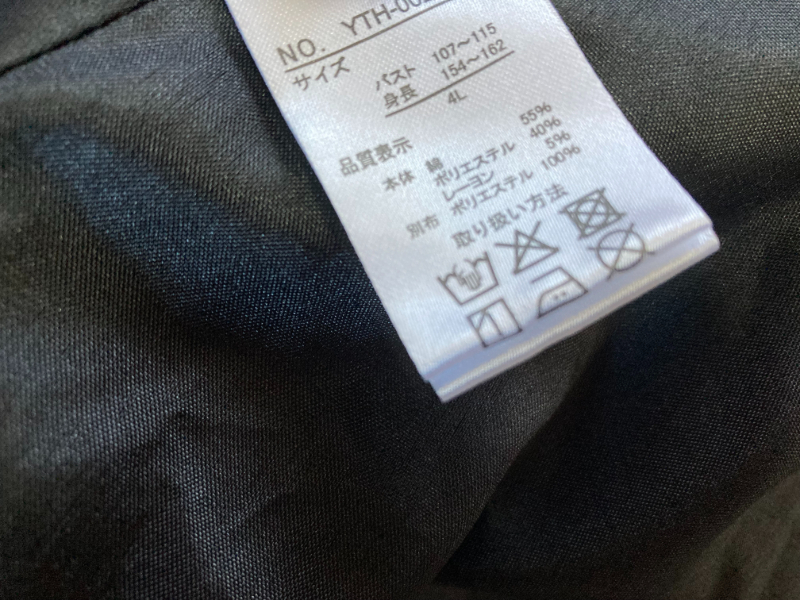 NO. YTH-00
サイズ
バスト 107〜115
身長 154〜162
4L
品質表示
本体 綿 55%
ポリエステル 40%
レーヨン 5%
別布 ポリエステル 100%
取り扱い方法